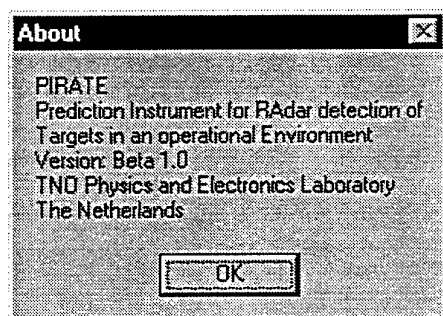 About
PIRATE
Prediction Instrument for RAdar detection of
Targets in an operational Environment
Version: Beta 1.0
TNO Physics and Electronics Laboratory
The Netherlands
OK